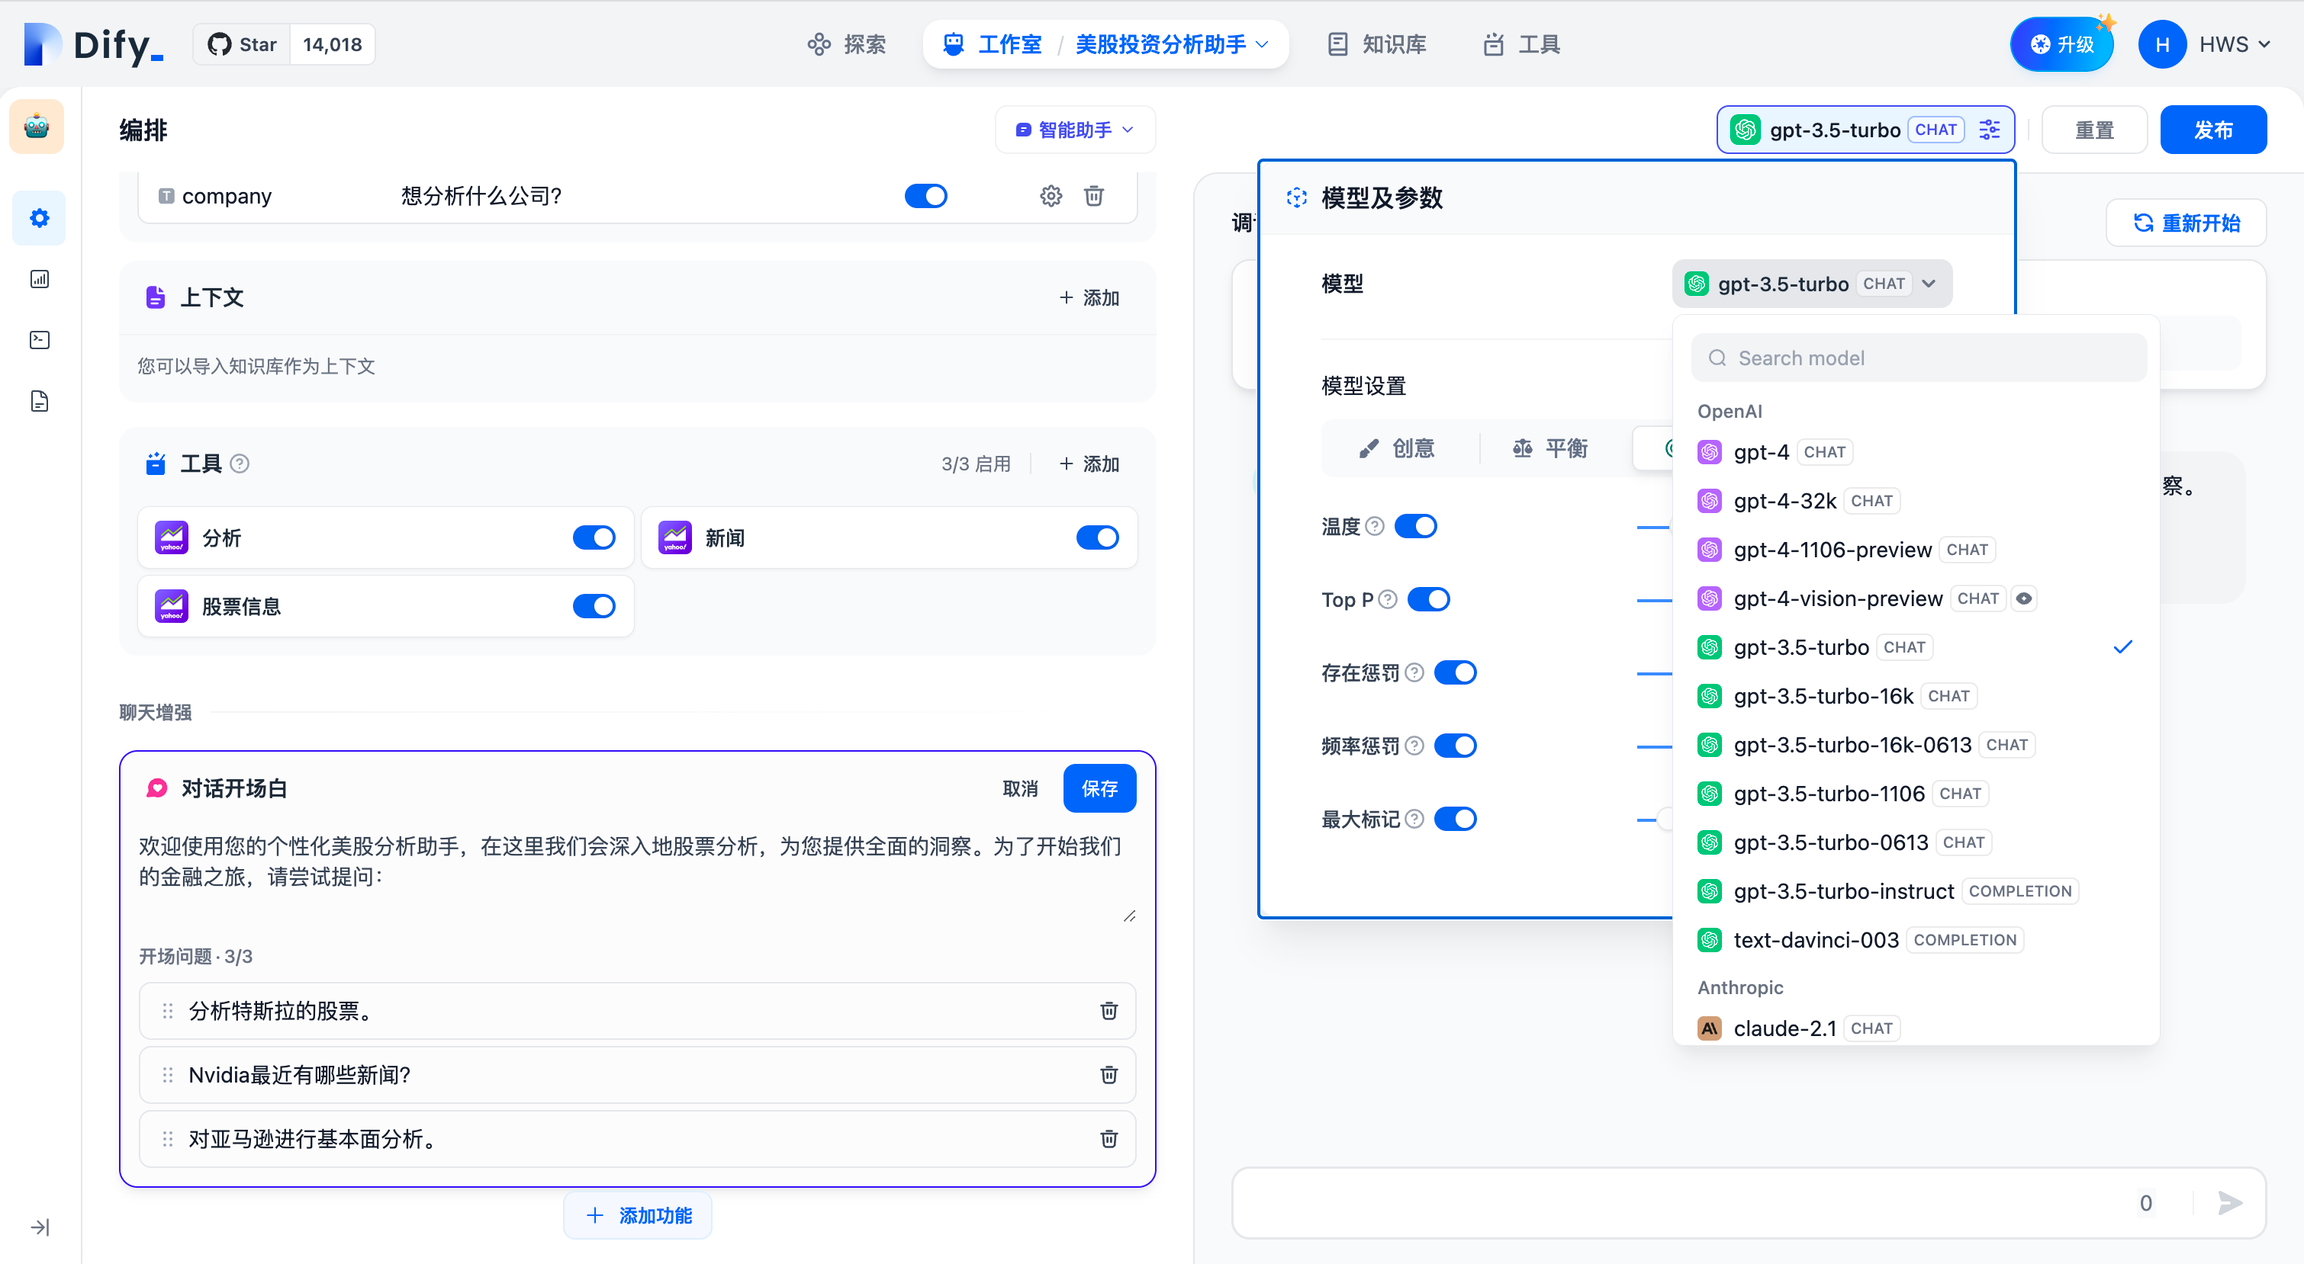 Dify_
Star 14,018
探索
工作室 / 美股投资分析助手
知识库
工具
升级
H HWS
编排
智能助手
gpt-3.5-turbo CHAT
重置
发布
company 想分析什么公司?
上下文
+ 添加
您可以导入知识库作为上下文
工具
3/3 启用
+ 添加
yahoo! 分析
yahoo! 新闻
yahoo! 股票信息
聊天增强
对话开场白
取消
保存
欢迎使用您的个性化美股分析助手，在这里我们会深入地股票分析，为您提供全面的洞察。为了开始我们
的金融之旅，请尝试提问：
开场问题 · 3/3
分析特斯拉的股票。
Nvidia最近有哪些新闻?
对亚马逊进行基本面分析。
+ 添加功能
重新开始
模型及参数
模型
gpt-3.5-turbo CHAT
模型设置
创意
平衡
温度
Top P
存在惩罚
频率惩罚
最大标记
Search model
OpenAI
gpt-4 CHAT
gpt-4-32k CHAT
gpt-4-1106-preview CHAT
gpt-4-vision-preview CHAT
gpt-3.5-turbo CHAT
gpt-3.5-turbo-16k CHAT
gpt-3.5-turbo-16k-0613 CHAT
gpt-3.5-turbo-1106 CHAT
gpt-3.5-turbo-0613 CHAT
gpt-3.5-turbo-instruct COMPLETION
text-davinci-003 COMPLETION
Anthropic
claude-2.1 CHAT
察。
0